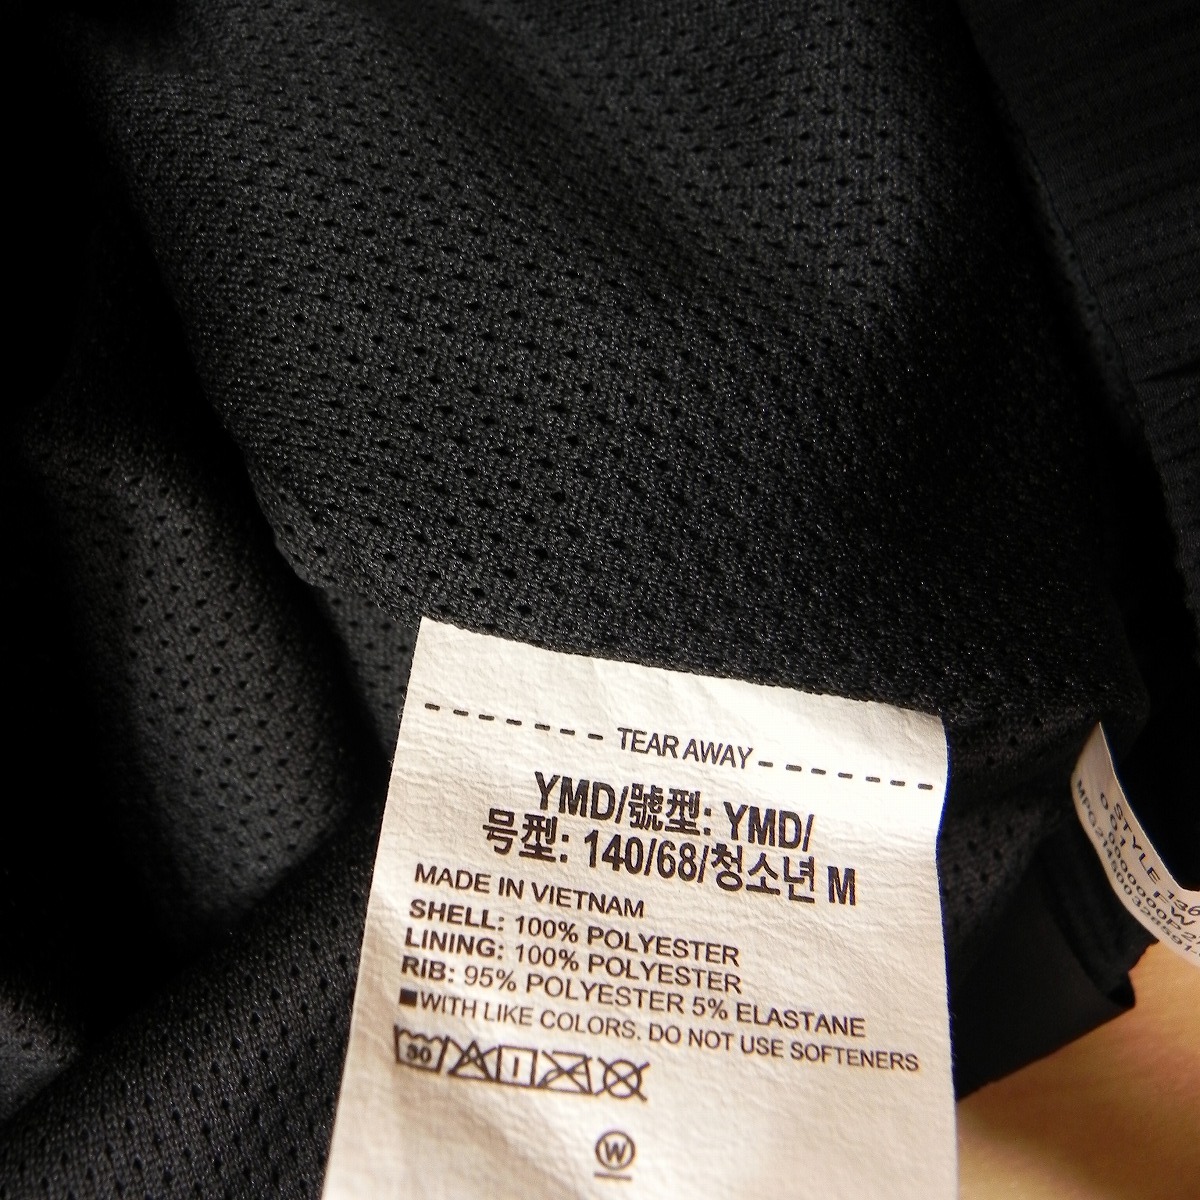 TEAR AWAY
YMD/號型: YMD/
号型: 140/68/청소년 M
MADE IN VIETNAM
SHELL: 100% POLYESTER
LINING: 100% POLYESTER
RIB: 95% POLYESTER 5% ELASTANE
■WITH LIKE COLORS. DO NOT USE SOFTENERS
30
W
STYLE